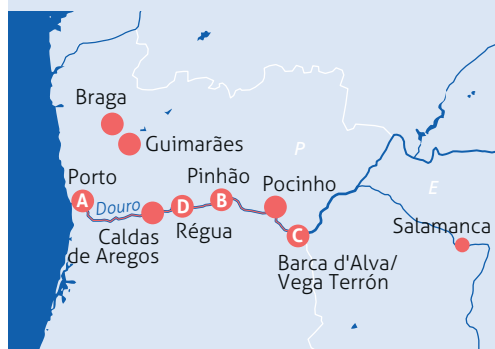 Braga
Guimarães
P
Porto
Pinhão
Pocinho
E
A
Douro
D
B
Caldas
de Aregos
Régua
C
Salamanca
Barca d'Alva/
Vega Terrón